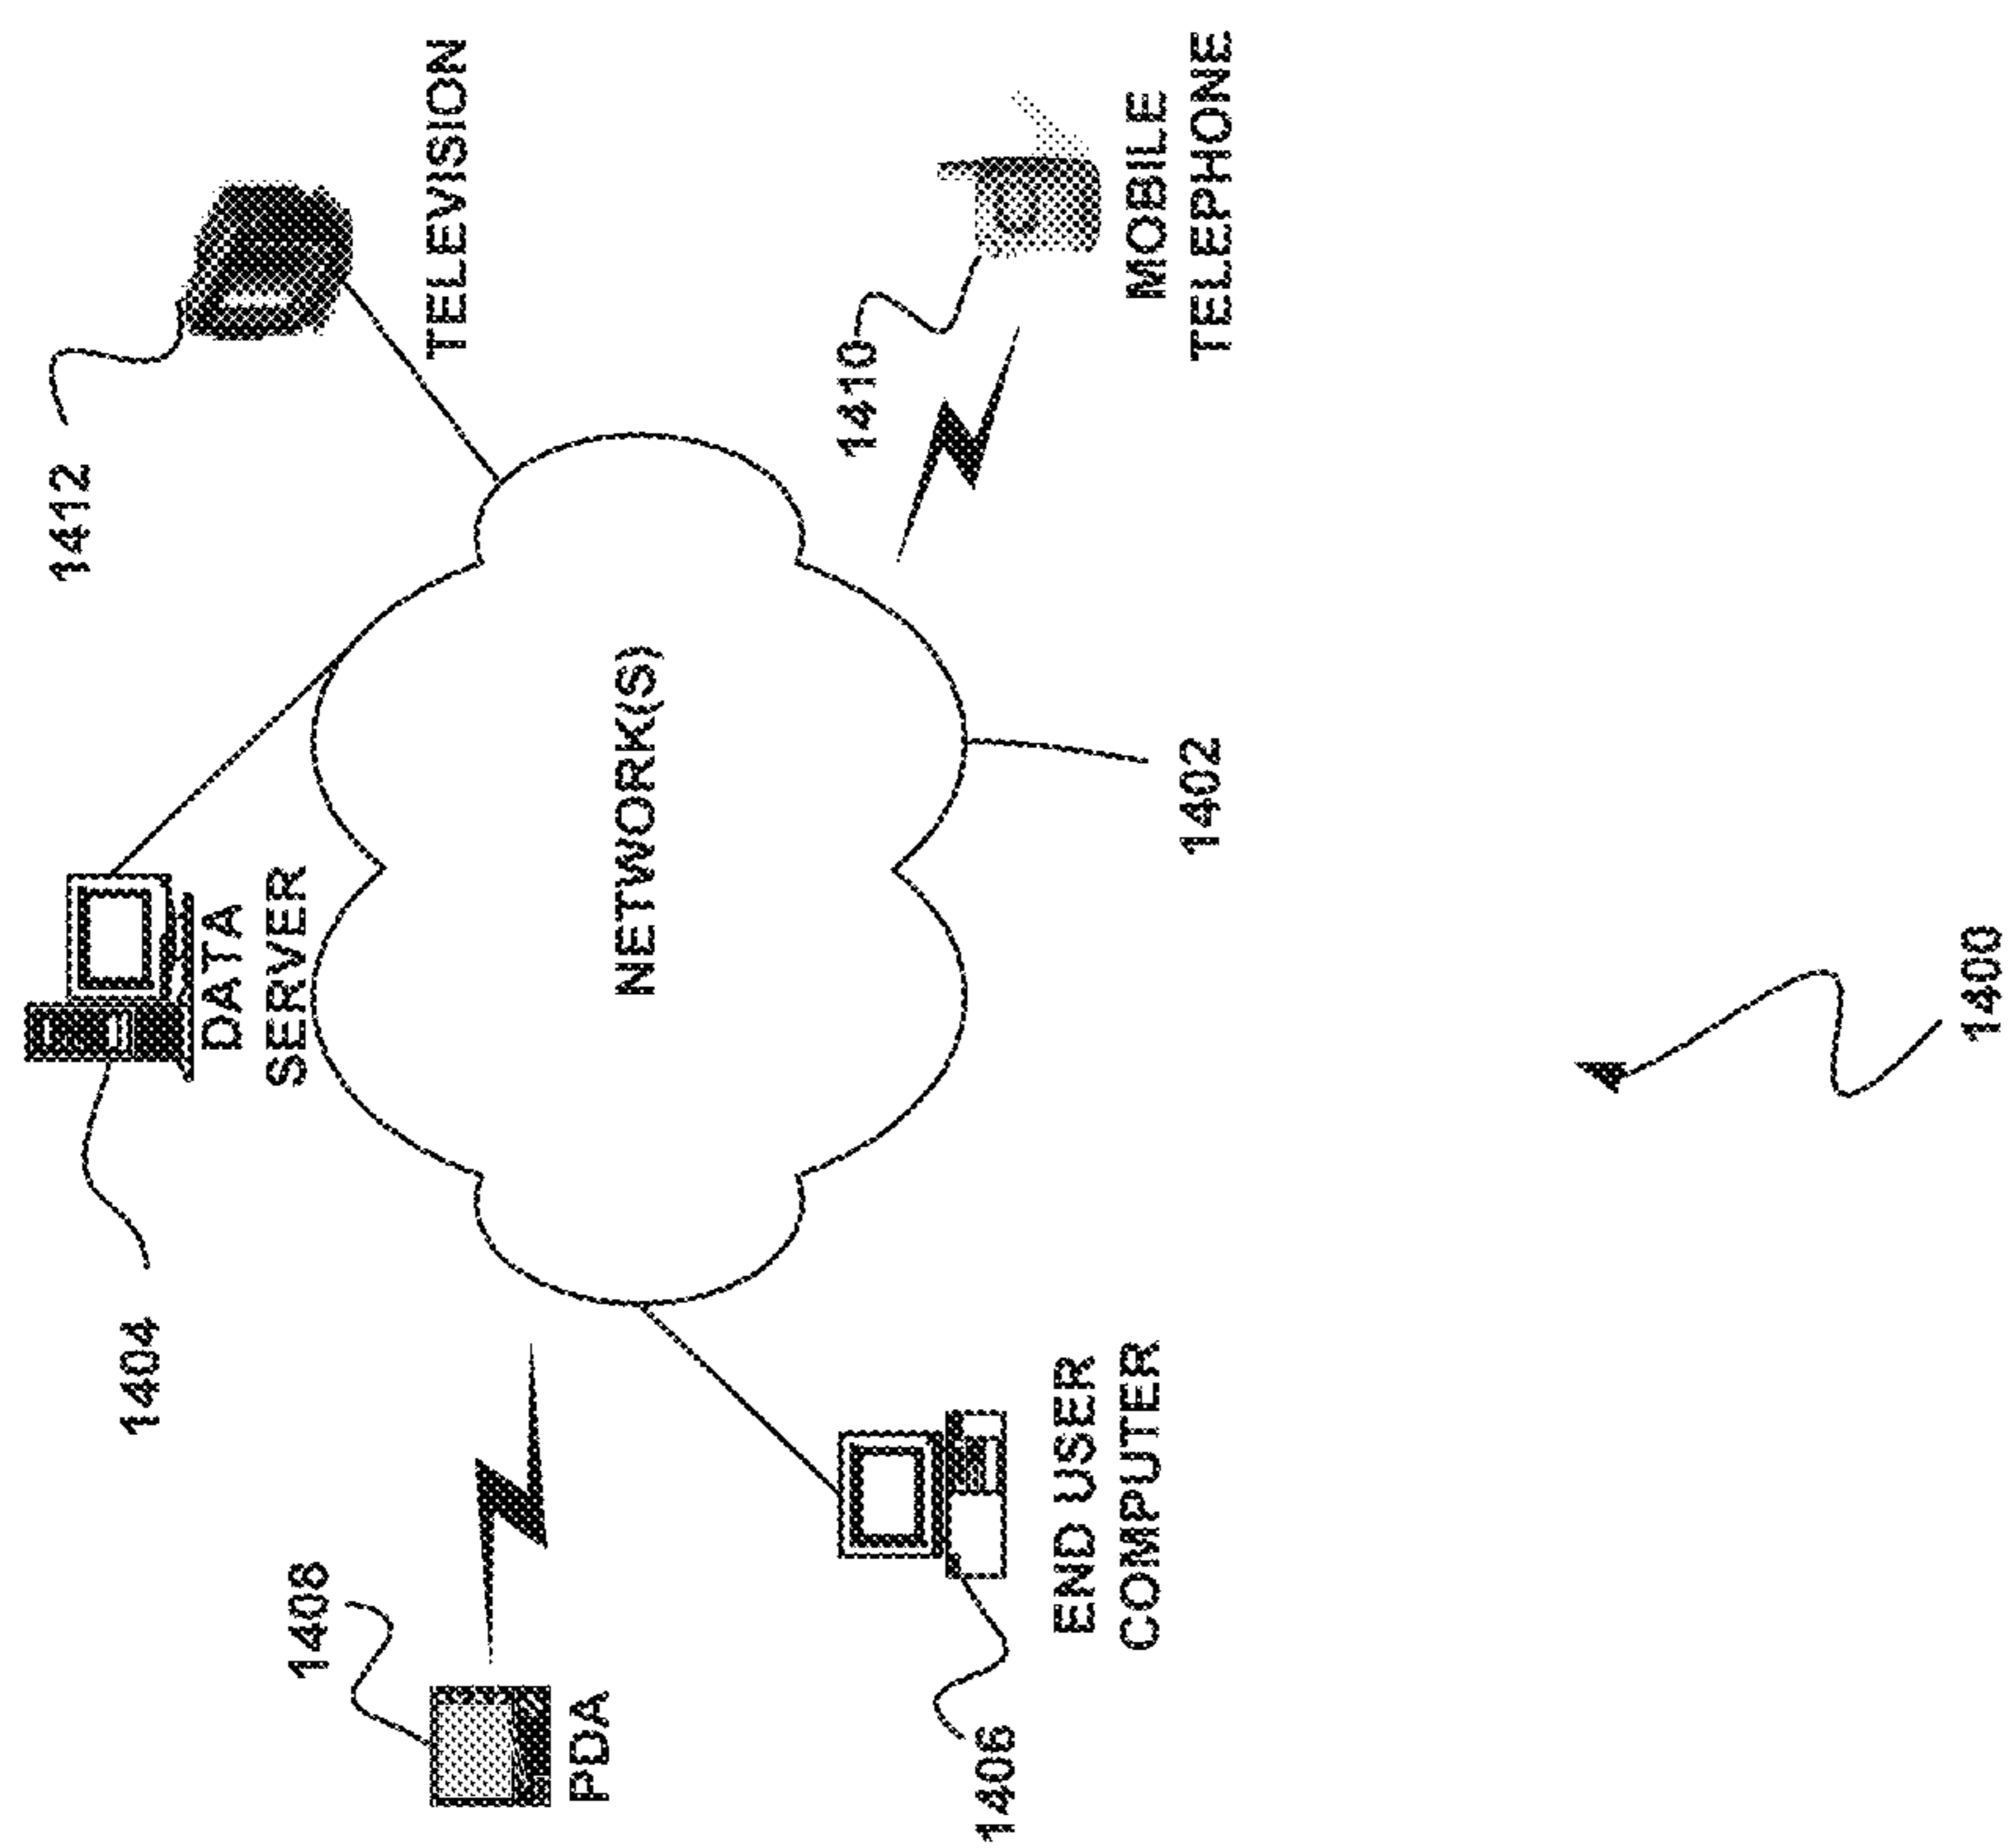 1404
DATA
SERVER
1412
TELEVISION
1408
PDA
NETWORK(S)
1410
MOBILE
TELEPHONE
1406
END USER
COMPUTER
1402
1400